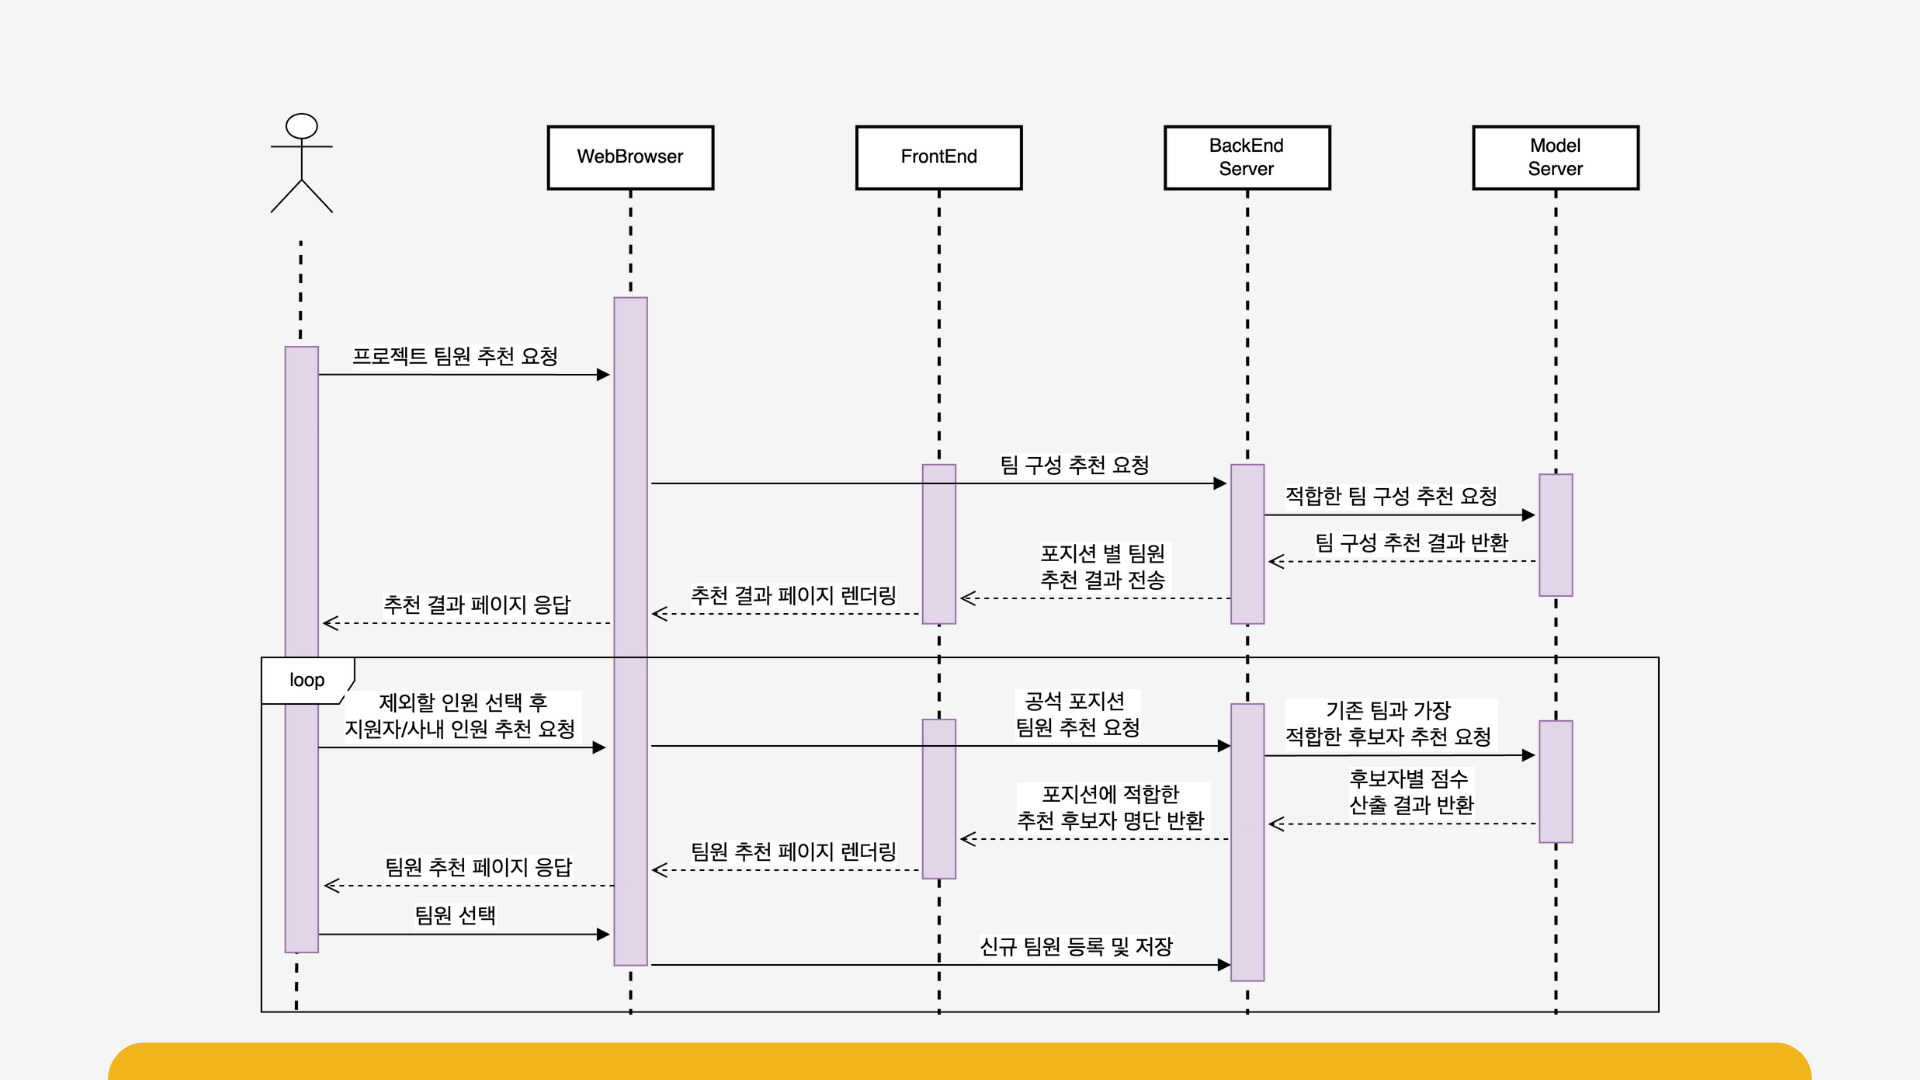 WebBrowser
FrontEnd
BackEnd
Server
Model
Server
프로젝트 팀원 추천 요청
팀 구성 추천 요청
적합한 팀 구성 추천 요청
팀 구성 추천 결과 반환
포지션 별 팀원
추천 결과 전송
추천 결과 페이지 렌더링
추천 결과 페이지 응답
loop
제외할 인원 선택 후
지원자/사내 인원 추천 요청
공석 포지션
팀원 추천 요청
기존 팀과 가장
적합한 후보자 추천 요청
후보자별 점수
산출 결과 반환
포지션에 적합한
추천 후보자 명단 반환
팀원 추천 페이지 렌더링
팀원 추천 페이지 응답
팀원 선택
신규 팀원 등록 및 저장